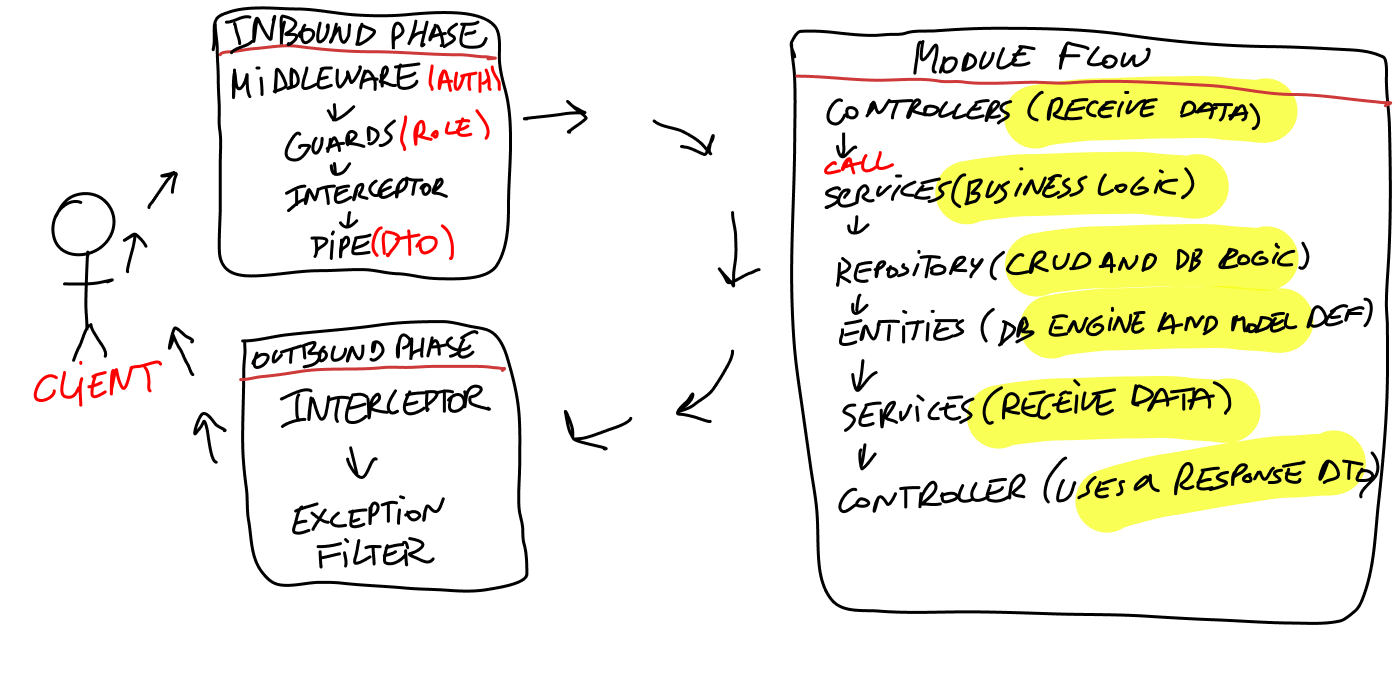 INBOUND PHASE
MIDDLEWARE (AUTH)
GUARDS (ROLE)
INTERCEPTOR
PIPE (DTO)
CLIENT
OUTBOUND PHASE
INTERCEPTOR
EXCEPTION
FILTER
MODULE FLOW
CONTROLLERS (RECEIVE DATA)
CALL
SERVICES (BUSINESS LOGIC)
REPOSITORY (CRUD AND DB LOGIC)
ENTITIES (DB ENGINE AND MODEL DEF)
SERVICES (RECEIVE DATA)
CONTROLLER (USES a RESPONSE DTO)